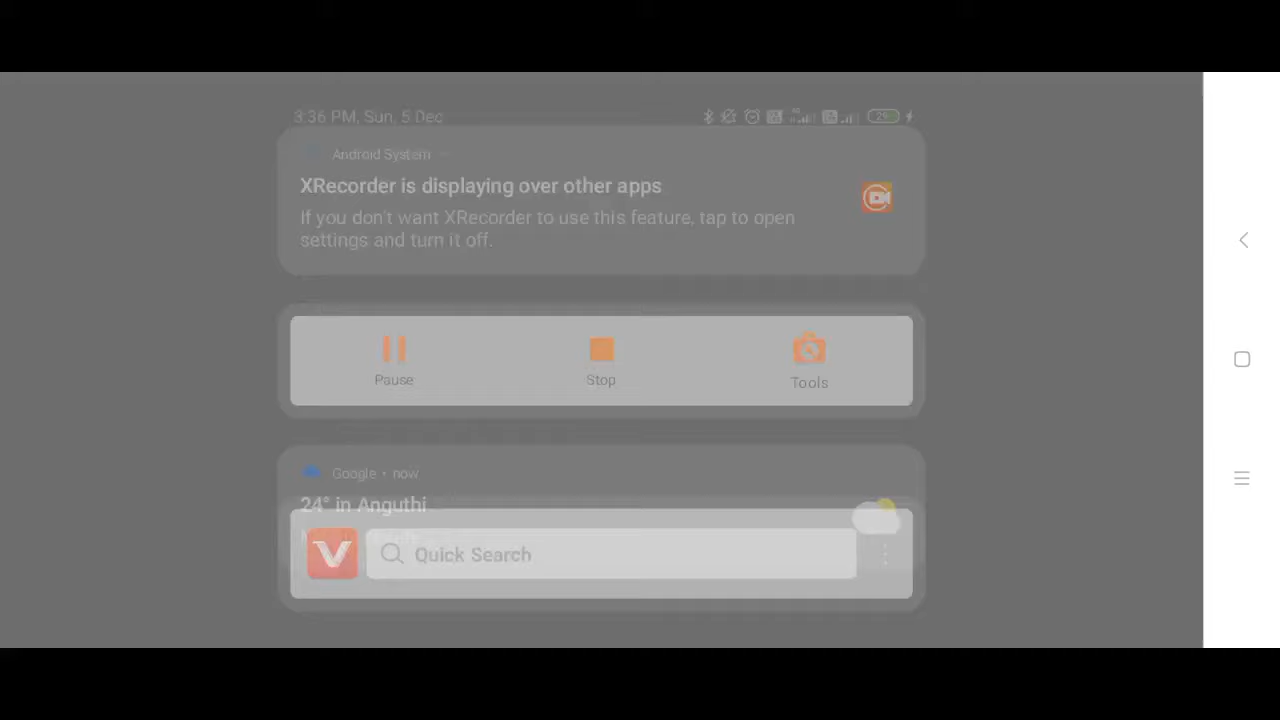 3:36 PM, Sun, 5 Dec
29
Android System
XRecorder is displaying over other apps
If you don't want XRecorder to use this feature, tap to open
settings and turn it off.
Pause
Stop
Tools
Google • now
24° in Anguthi
Quick Search